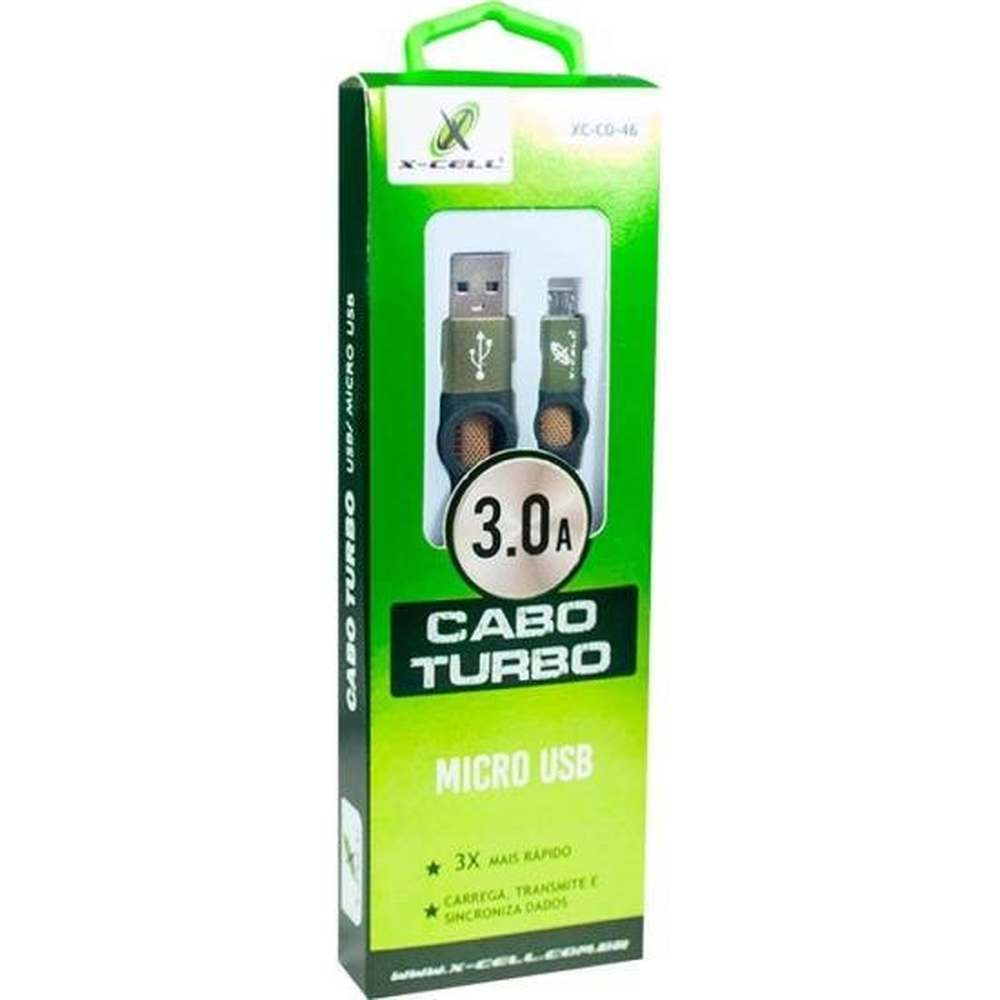 X-CELL
XC-CD-46
X-CELL
3.0A
CABO
TURBO
MICRO USB
3X MAIS RÁPIDO
CARREGA, TRANSMITE E
SINCRONIZA DADOS
www.X-CELL.COM.BR
CABO TURBO USB/ MICRO USB